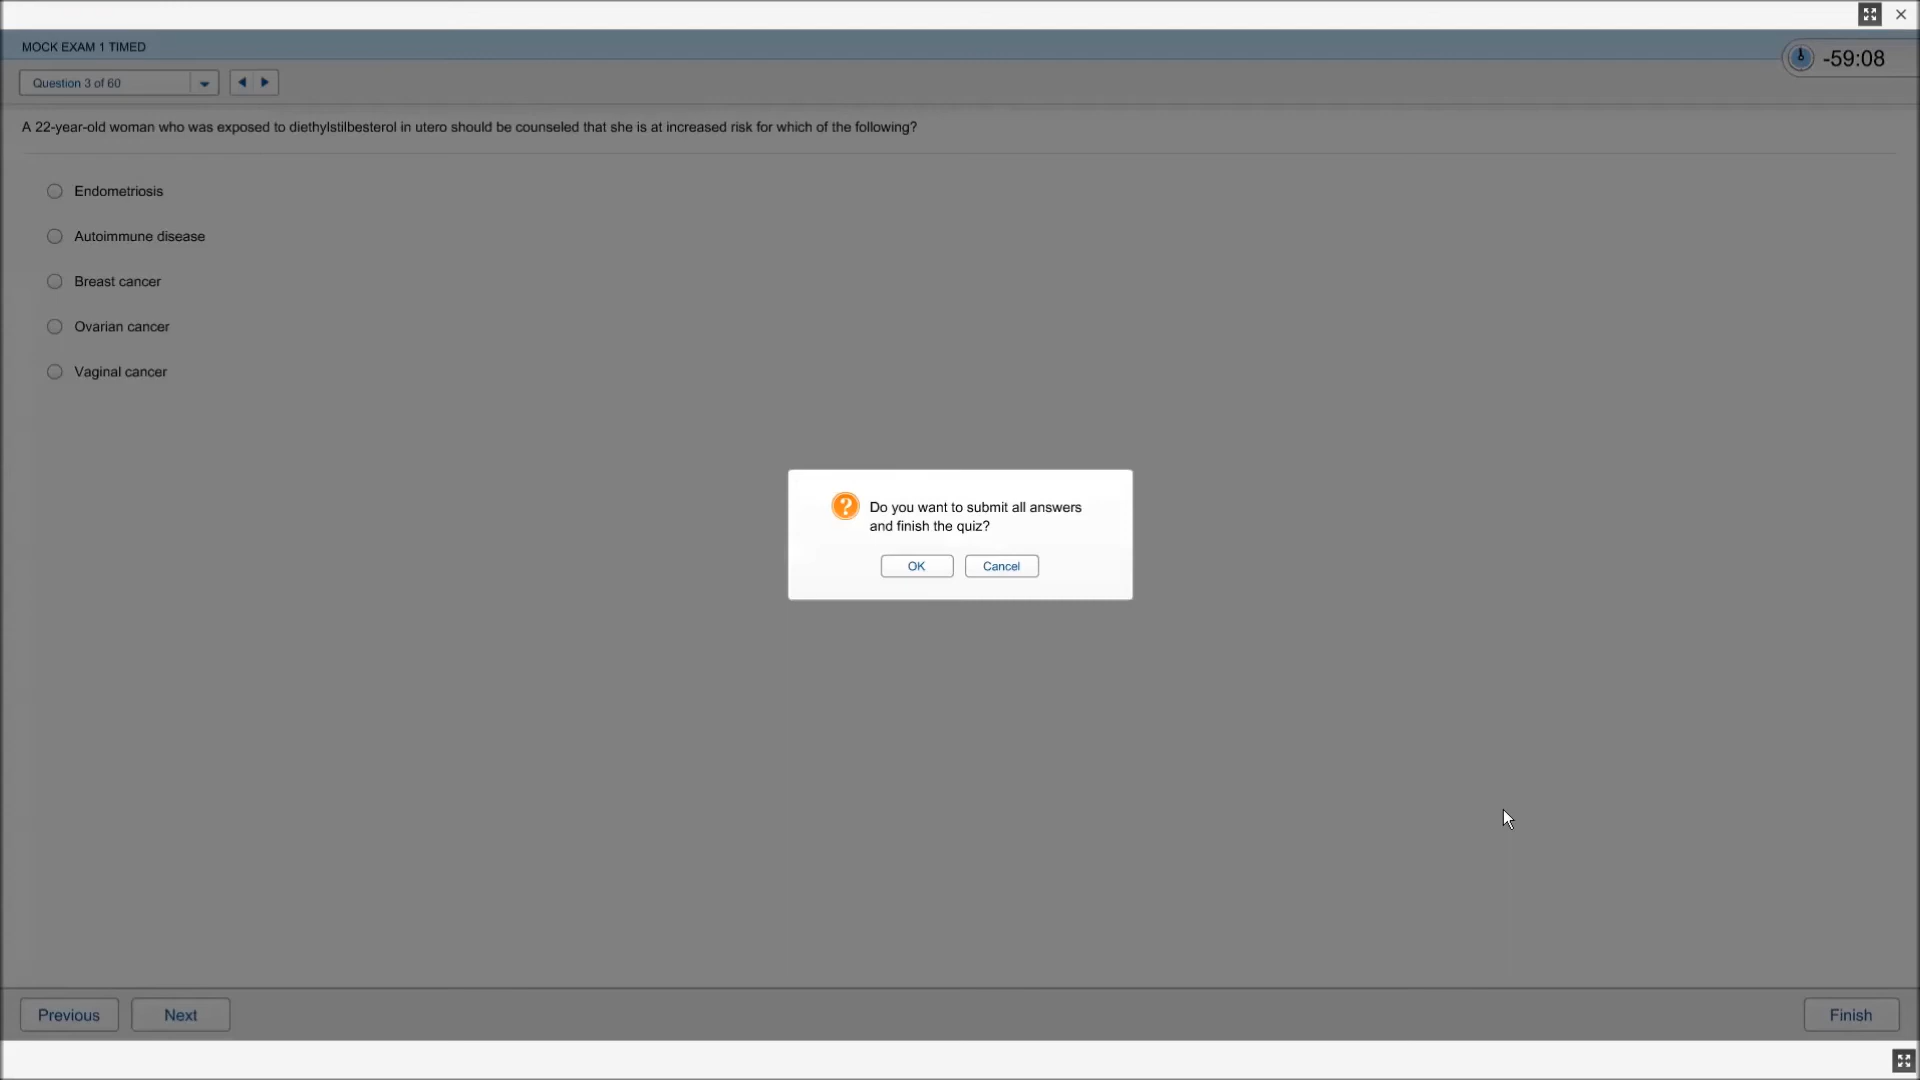 MOCK EXAM 1 TIMED
-59:08
Question 3 of 60
A 22-year-old woman who was exposed to diethylstilbesterol in utero should be counseled that she is at increased risk for which of the following?
Endometriosis
Autoimmune disease
Breast cancer
Ovarian cancer
Vaginal cancer
Do you want to submit all answers
and finish the quiz?
OK Cancel
Previous Next Finish